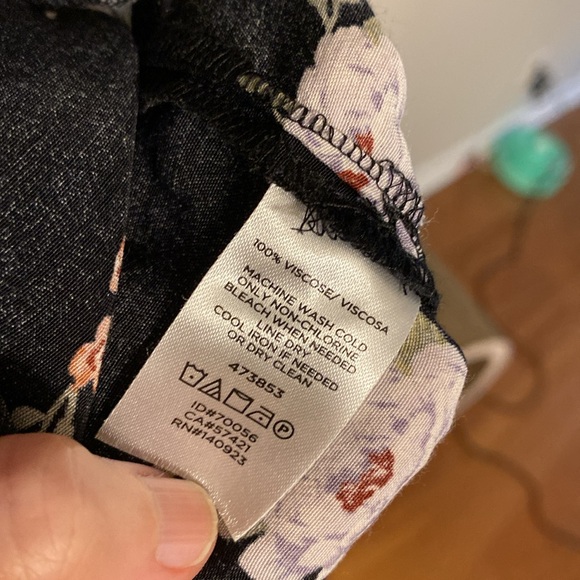 100% VISCOSE/ VISCOSA
MACHINE WASH COLD
ONLY NON-CHLORINE
BLEACH WHEN NEEDED
LINE DRY
COOL IRON IF NEEDED
OR DRY CLEAN
473853
P
ID#70056
CA#57421
RN#140923